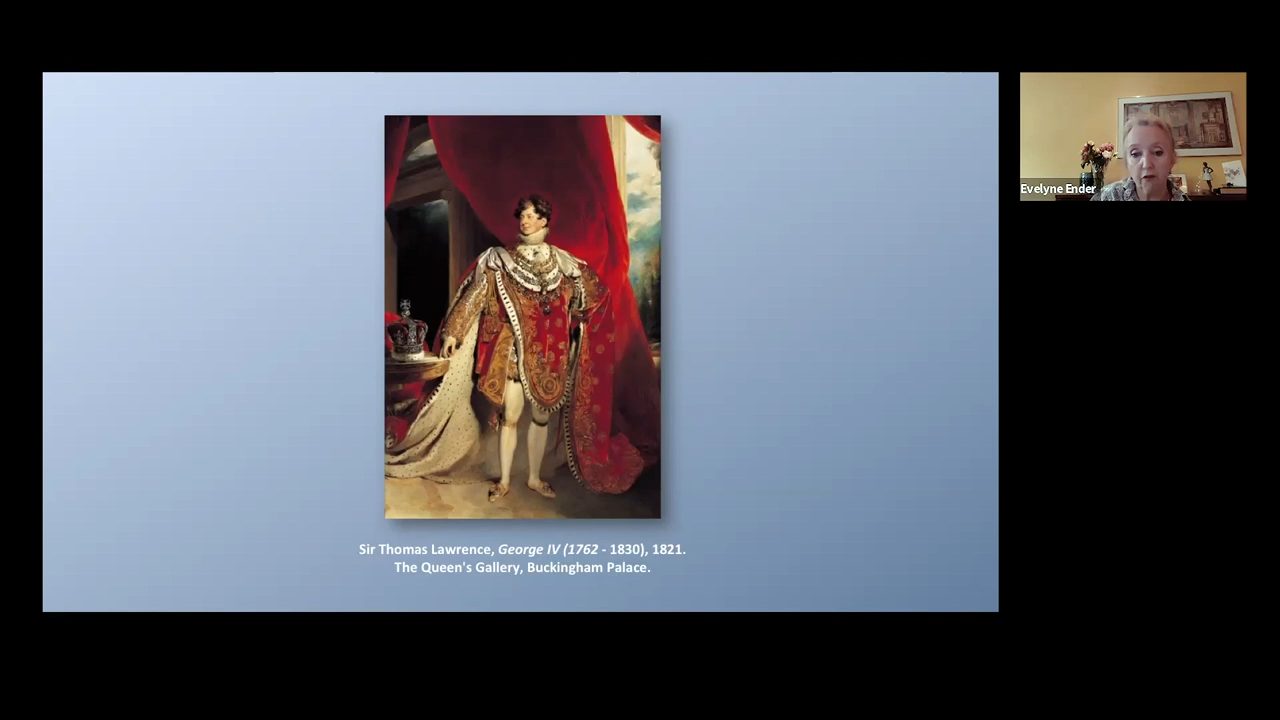 Evelyne Ender
Sir Thomas Lawrence, George IV (1762 - 1830), 1821.
The Queen's Gallery, Buckingham Palace.